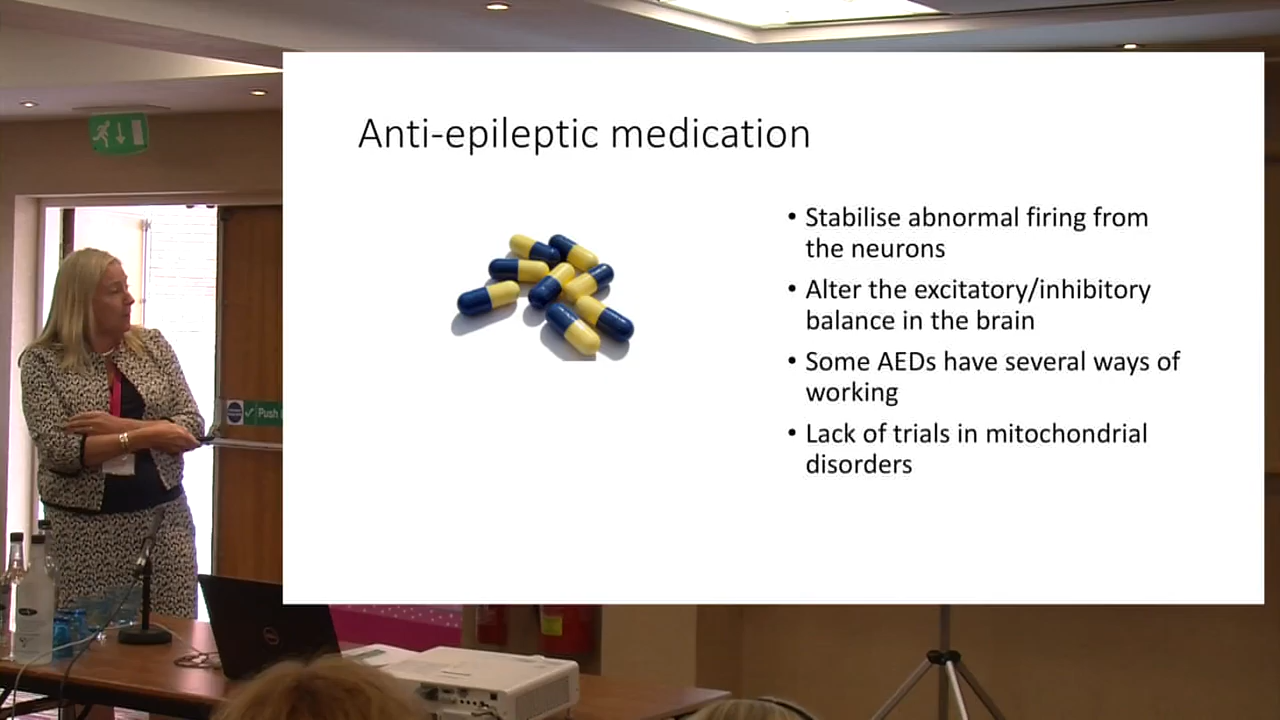 Anti-epileptic medication
• Stabilise abnormal firing from
the neurons
• Alter the excitatory/inhibitory
balance in the brain
• Some AEDs have several ways of
working
• Lack of trials in mitochondrial
disorders
Push